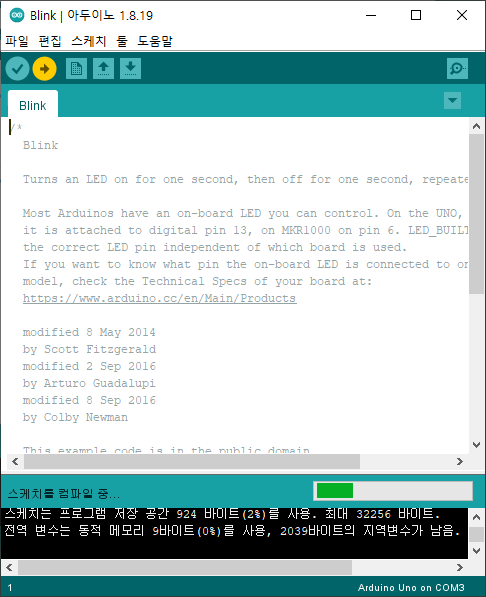 Blink | 아두이노 1.8.19
파일 편집 스케치 툴 도움말
Blink
/*
Blink
Turns an LED on for one second, then off for one second, repeate
Most Arduinos have an on-board LED you can control. On the UNO,
it is attached to digital pin 13, on MKR1000 on pin 6. LED_BUILT
the correct LED pin independent of which board is used.
If you want to know what pin the on-board LED is connected to on
model, check the Technical Specs of your board at:
https://www.arduino.cc/en/Main/Products
modified 8 May 2014
by Scott Fitzgerald
modified 2 Sep 2016
by Arturo Guadalupi
modified 8 Sep 2016
by Colby Newman
This example code is in the public domain
스케치를 컴파일 중...
스케치는 프로그램 저장 공간 924 바이트(2%)를 사용. 최대 32256 바이트.
전역 변수는 동적 메모리 9바이트(0%)를 사용, 2039바이트의 지역변수가 남음.
1
Arduino Uno on COM3